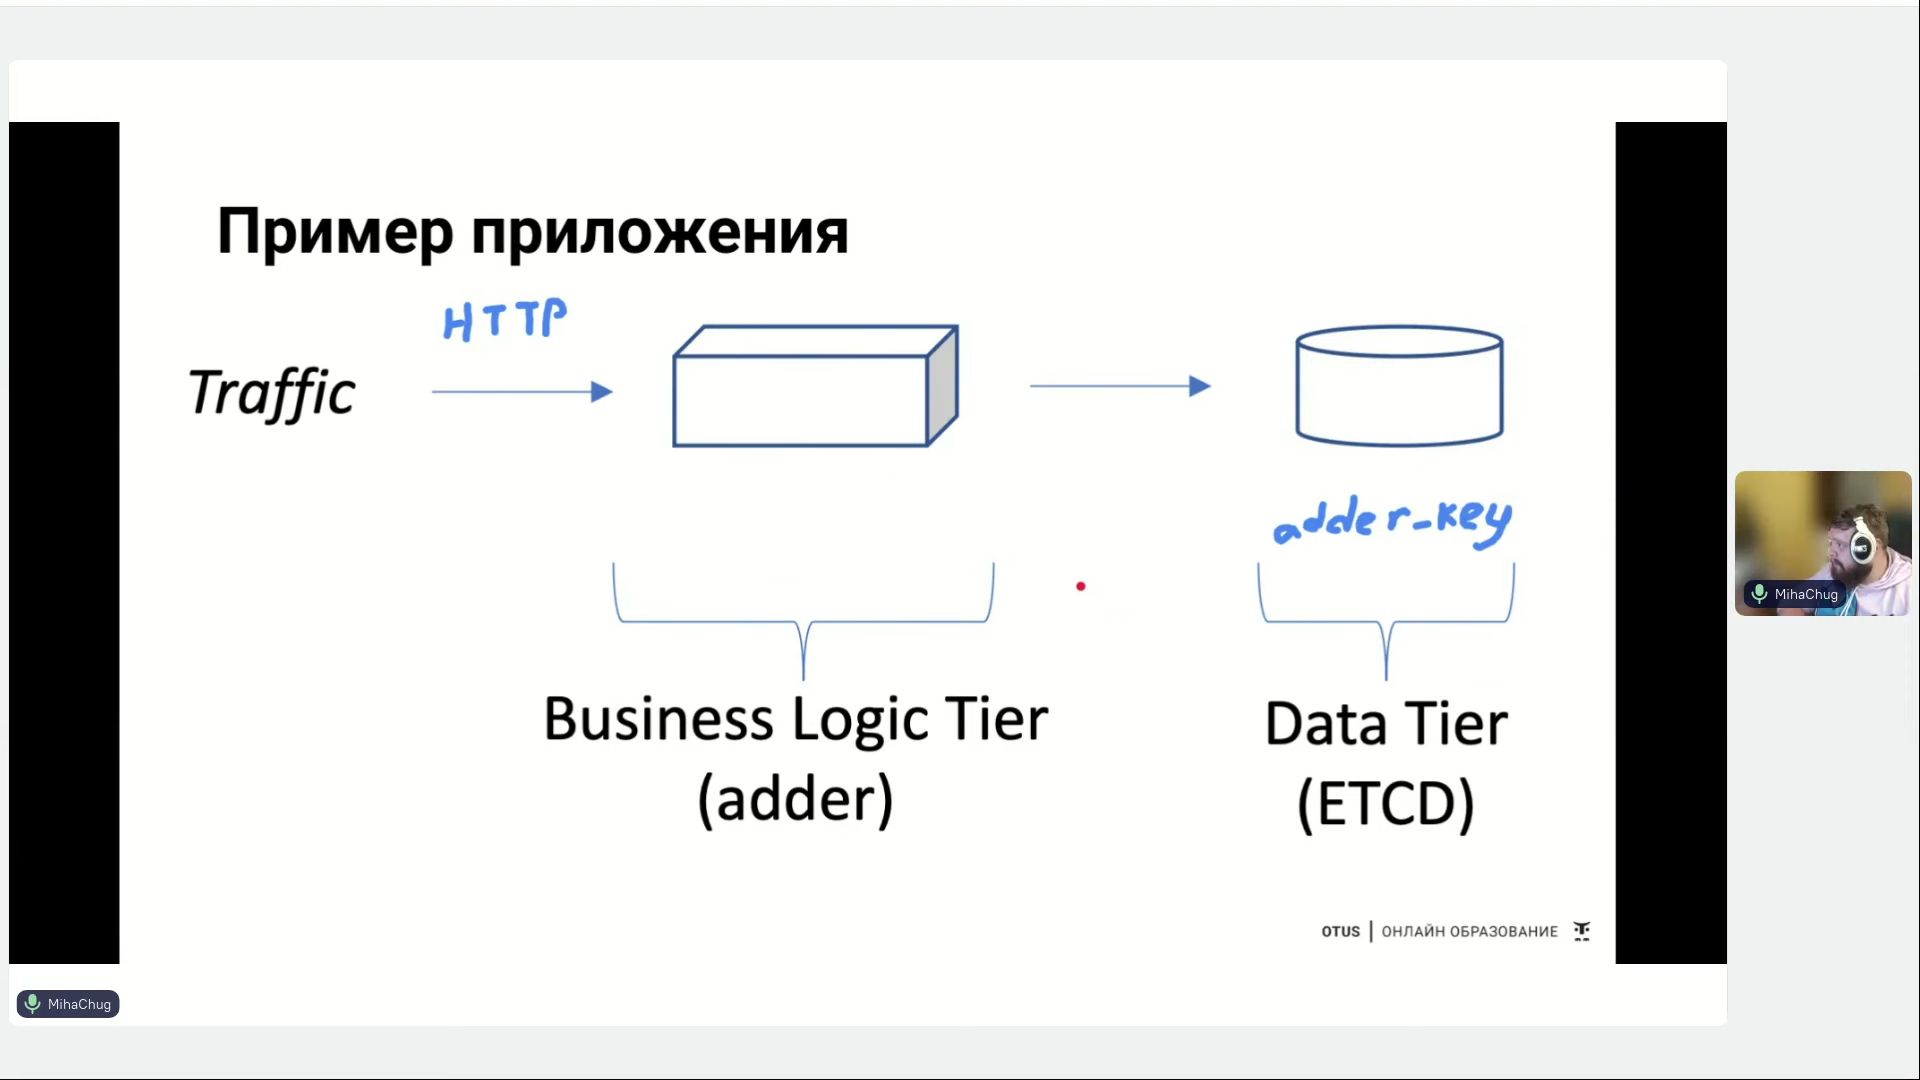 Пример приложения
HTTP
Traffic
adder-key
Business Logic Tier
(adder)
Data Tier
(ETCD)
OTUS | ОНЛАЙН ОБРАЗОВАНИЕ
MihaChug
MihaChug